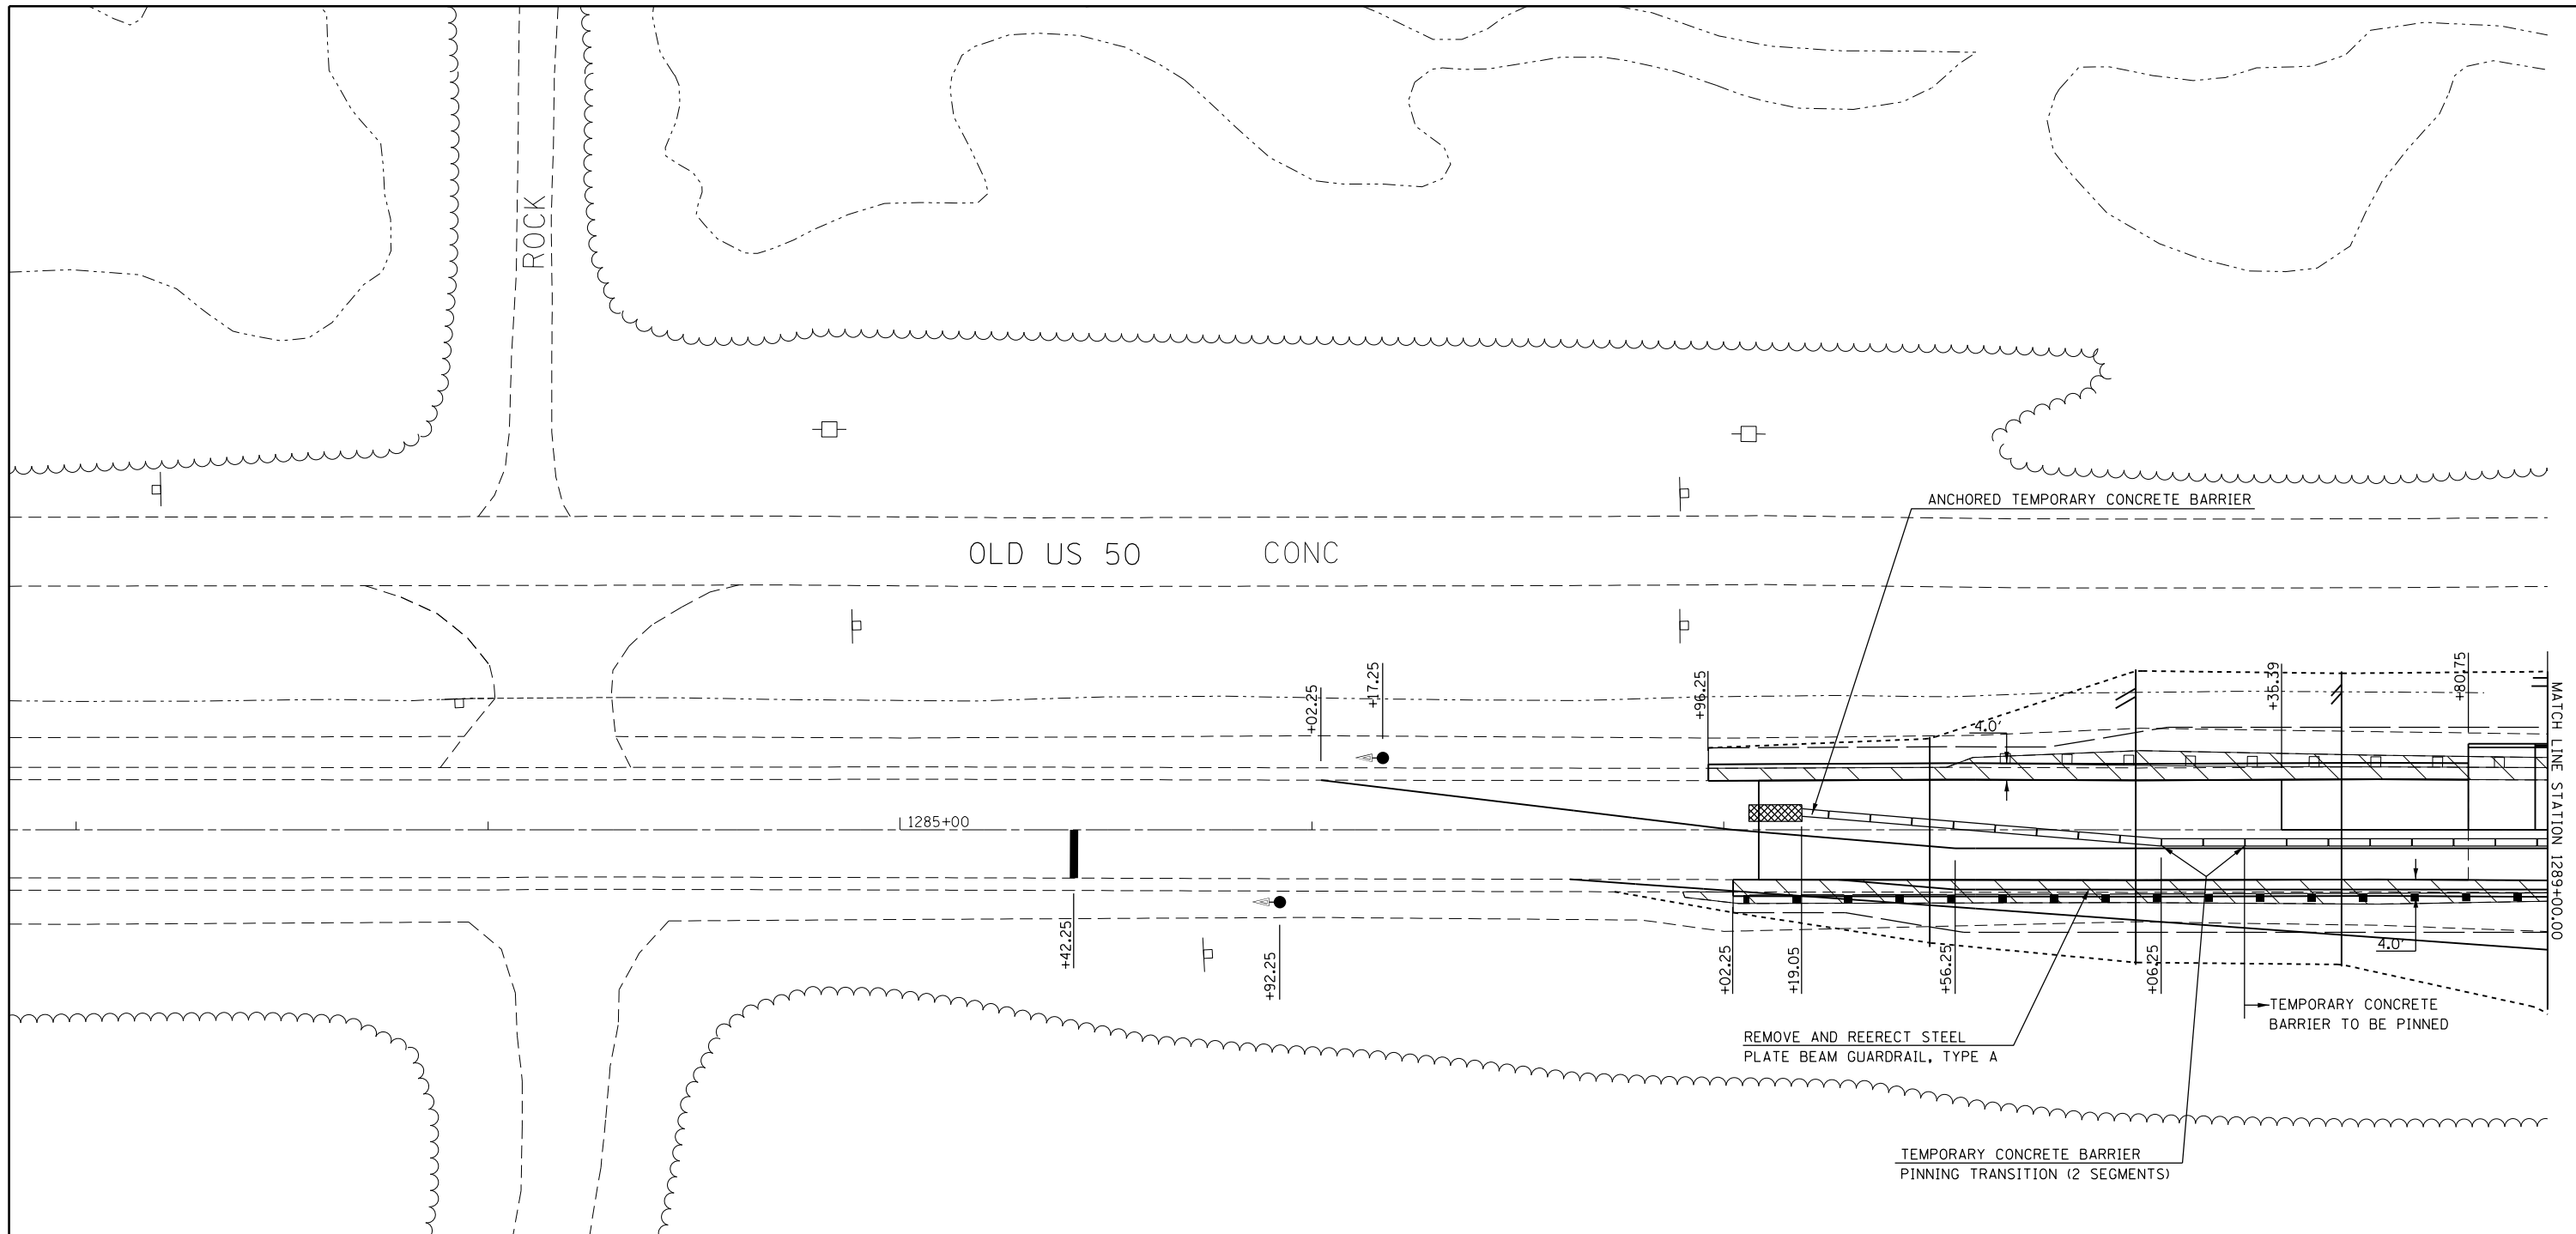 ROCK
ANCHORED TEMPORARY CONCRETE BARRIER
OLD US 50 CONC
+02.25
+17.25
+96.25
4.0'
+35.39
+80.75
MATCH LINE STATION 1289+00.00
1285+00
+42.25
+92.25
+02.25
+19.05
+56.25
+06.25
4.0'
TEMPORARY CONCRETE
BARRIER TO BE PINNED
REMOVE AND REERECT STEEL
PLATE BEAM GUARDRAIL, TYPE A
TEMPORARY CONCRETE BARRIER
PINNING TRANSITION (2 SEGMENTS)